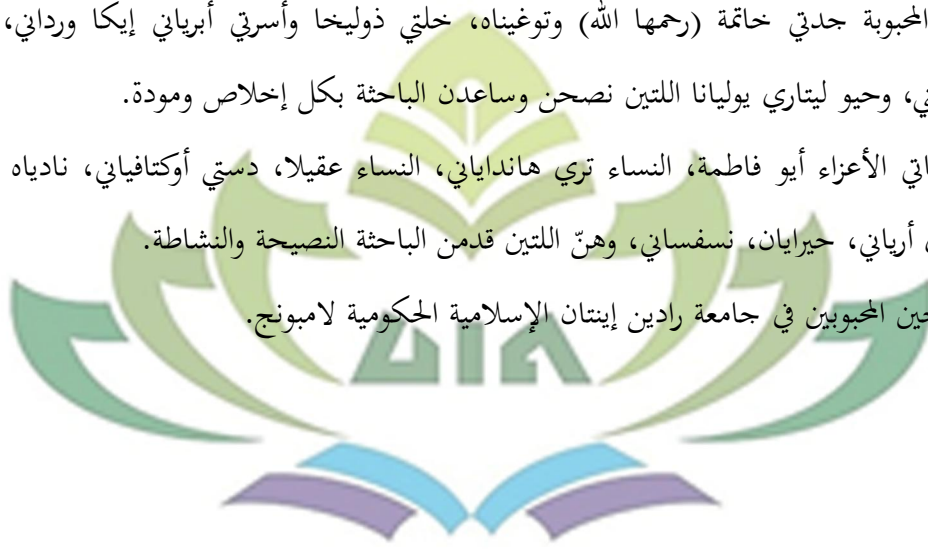 المحبوبة جدتي خاتمة (رحمها الله) وتوغيناه، خلتي ذوليخا وأسرتي أبرياني إيكا ورداني،
ني، وحيو ليتاري يوليانا اللتين نصحن وساعدن الباحثة بكل إخلاص ومودة.
اتي الأعزاء أيو فاطمة، النساء تري هانداياني، النساء عقيلا، دستي أوكتافياني، نادياه
أرياني، حيرايان، نسفساني، وهنّ اللتين قدمن الباحثة النصيحة والنشاطة.
حين المحبوبين في جامعة رادين إينتان الإسلامية الحكومية لامبونج.